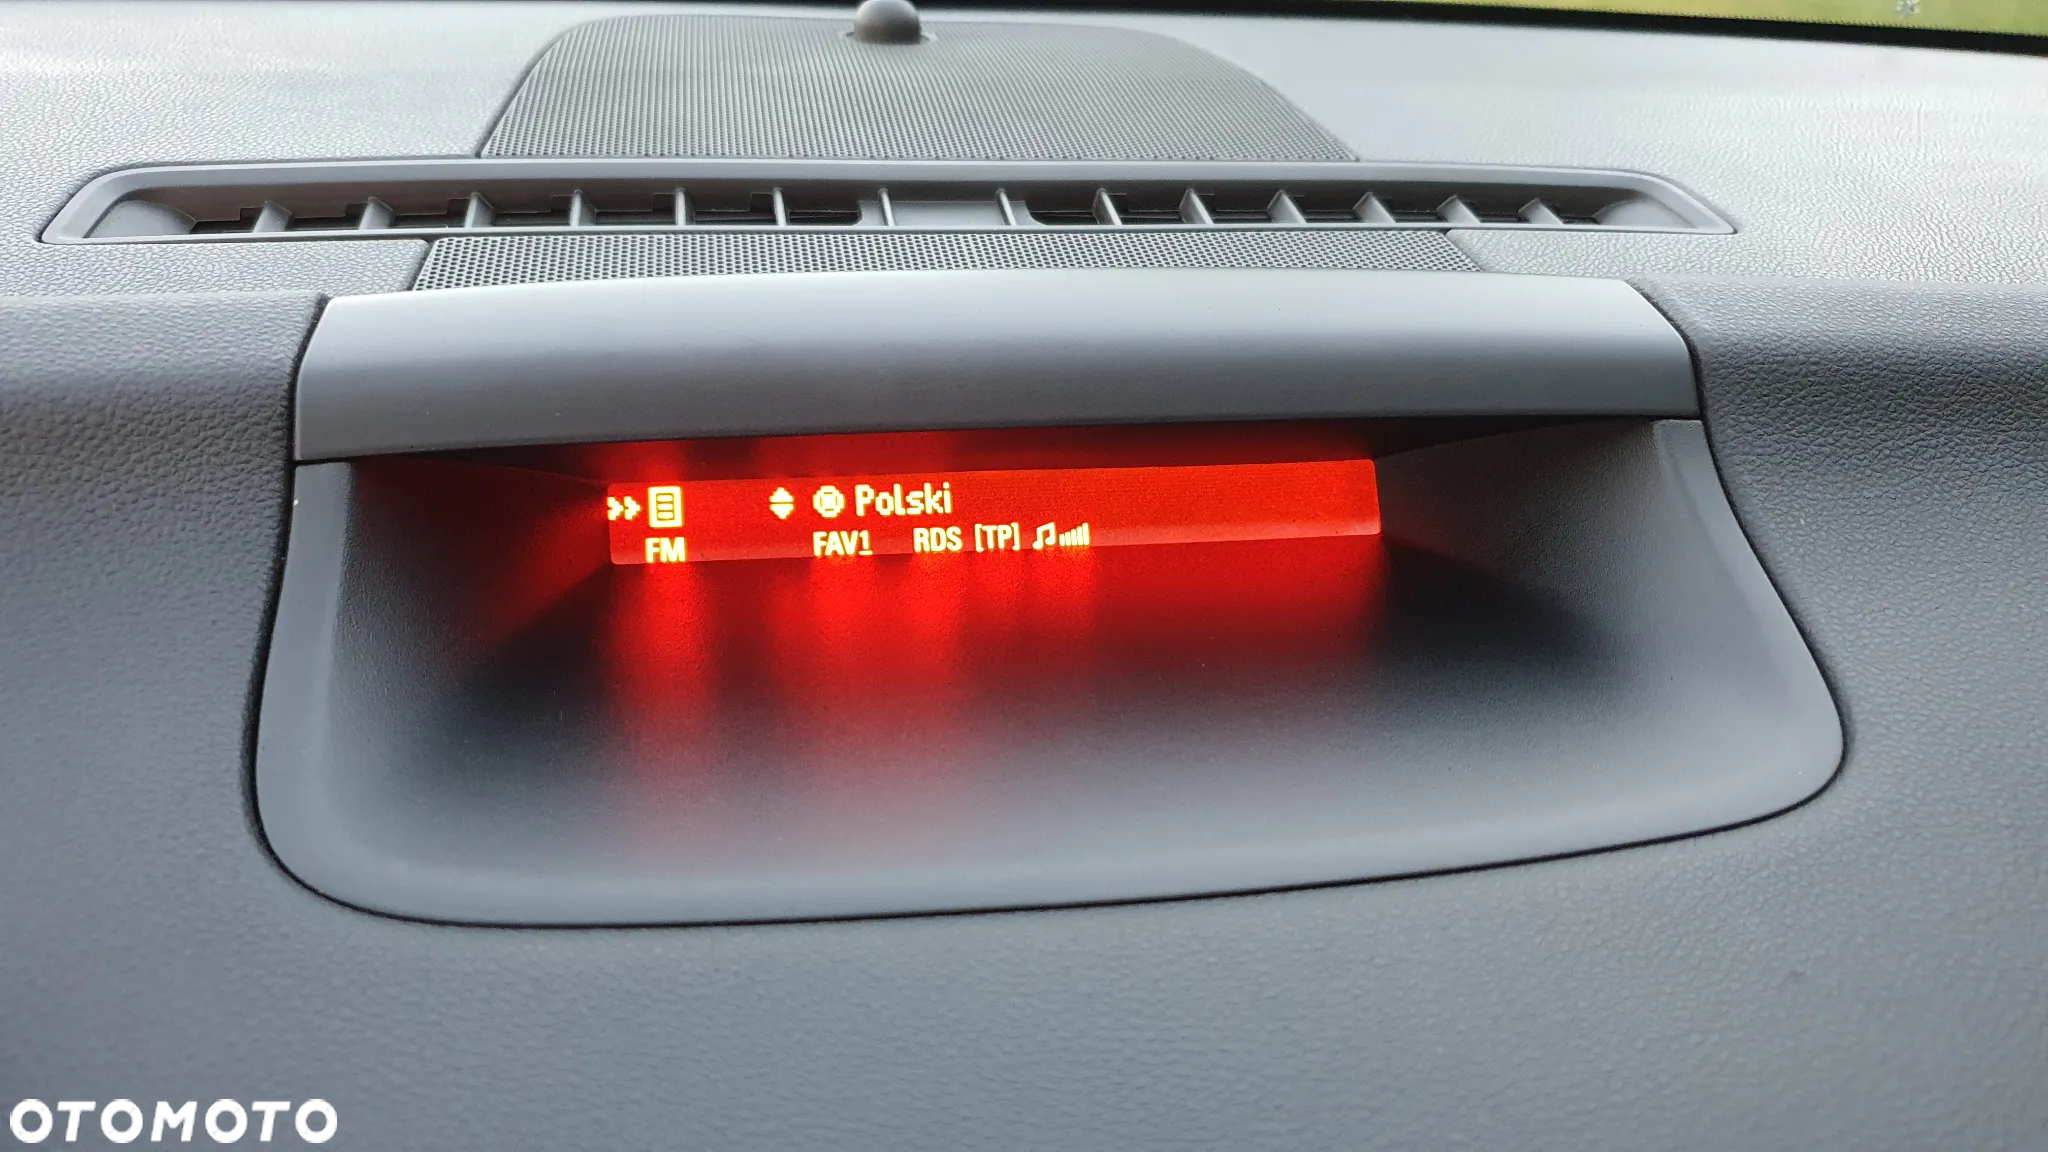 Polski
FM FAV1 RDS [TP]
OTOMOTO